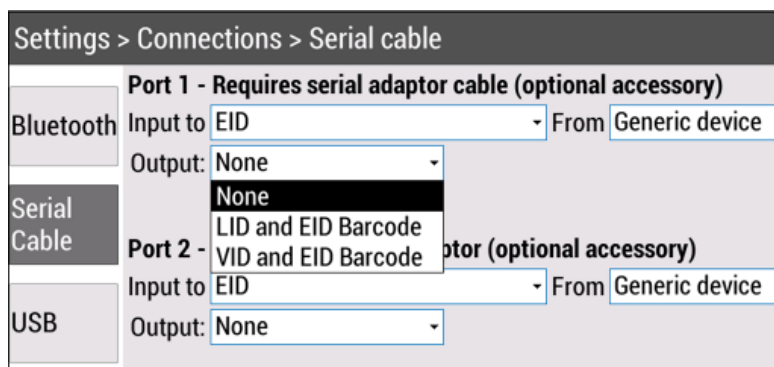 Settings > Connections > Serial cable
Port 1 - Requires serial adaptor cable (optional accessory)
Bluetooth
Input to EID From Generic device
Output: None
None
LID and EID Barcode
VID and EID Barcode
Serial
Cable
Port 2 - ptor (optional accessory)
Input to EID From Generic device
USB
Output: None